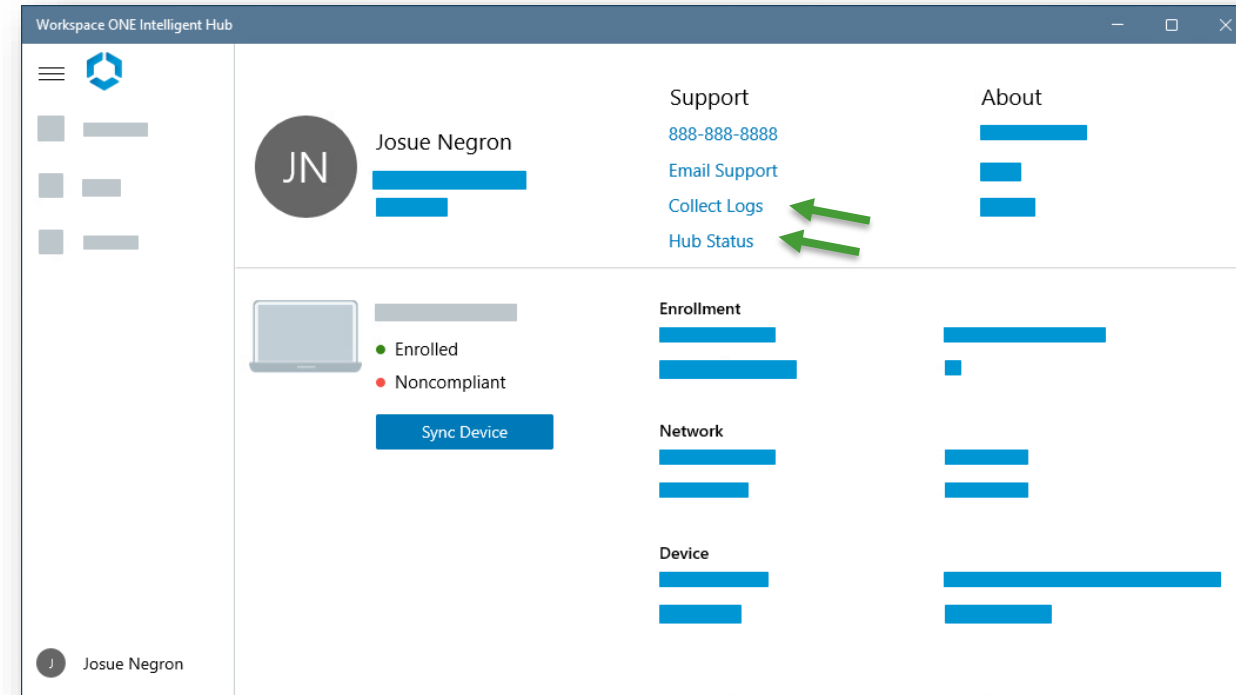 Workspace ONE Intelligent Hub
JN
Josue Negron
Support
888-888-8888
Email Support
Collect Logs
Hub Status
About
Enrolled
Noncompliant
Sync Device
Enrollment
Network
Device
J
Josue Negron